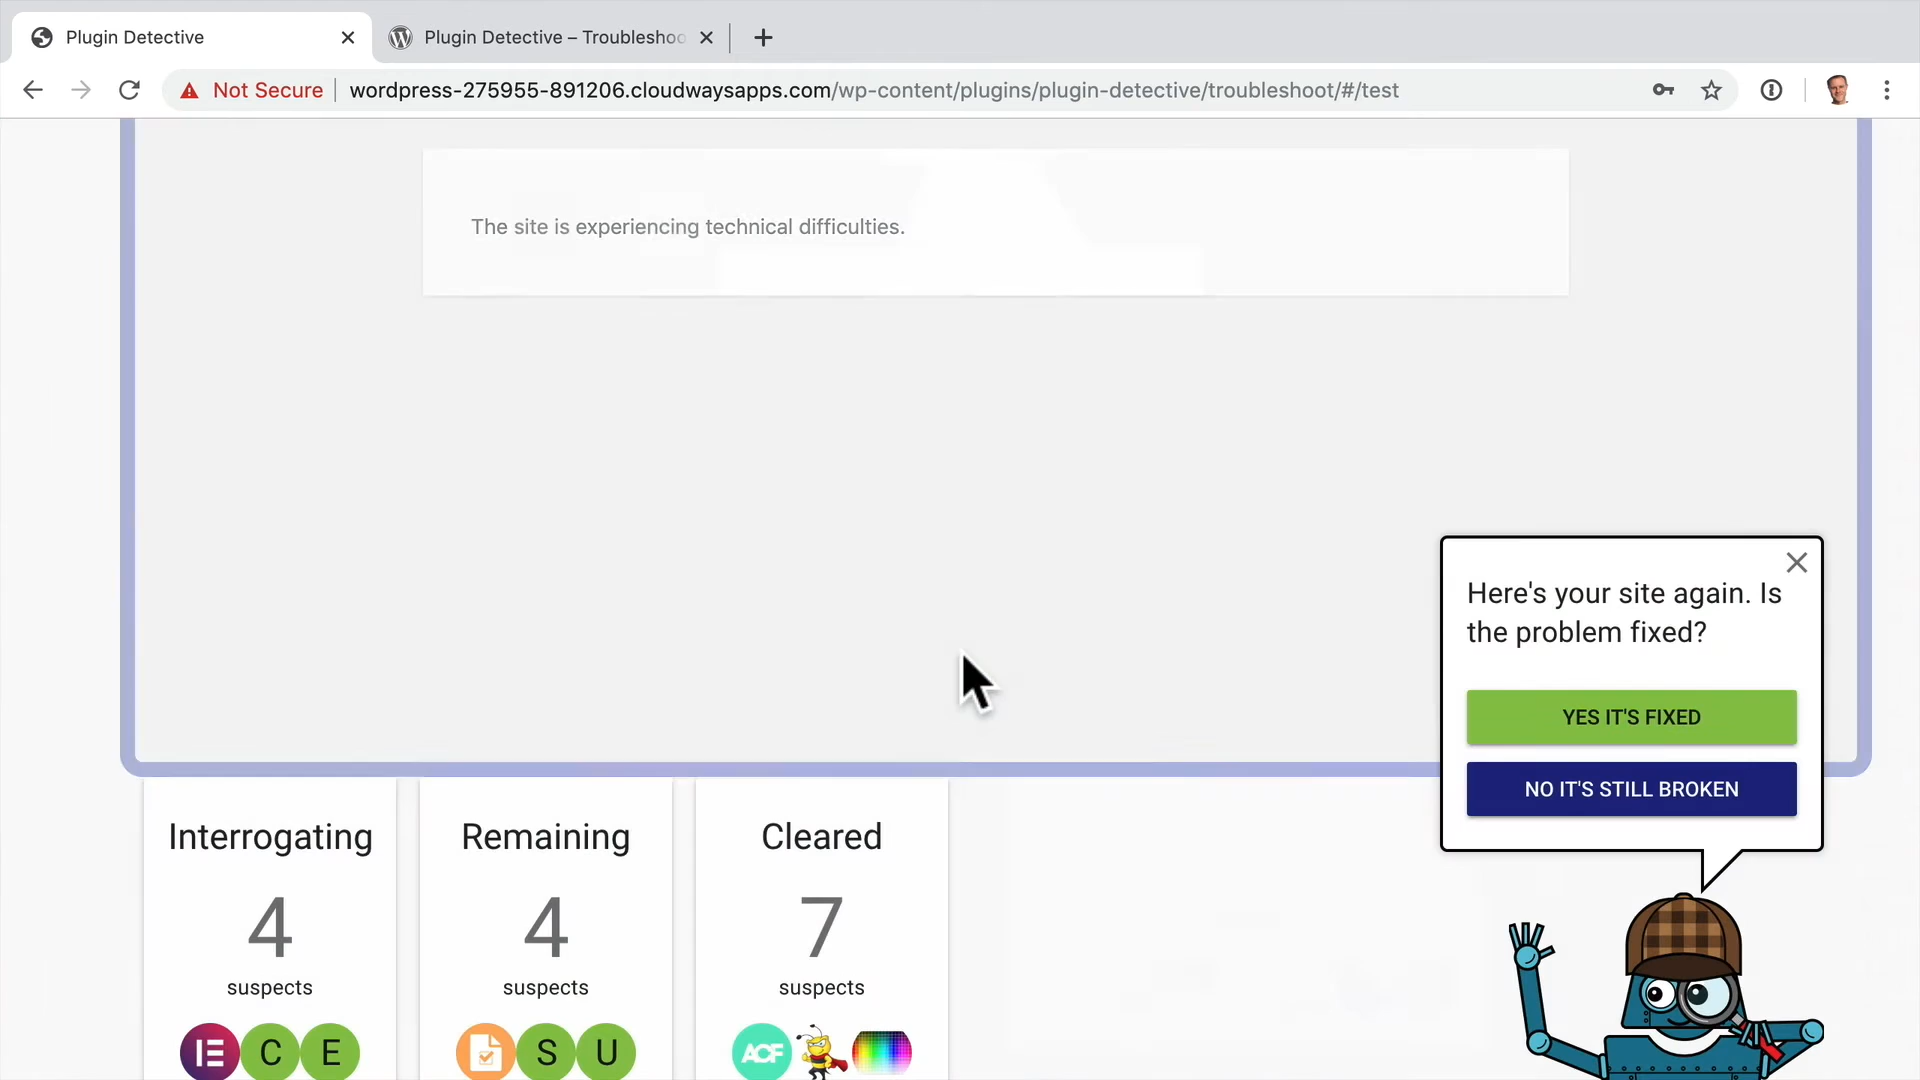 Plugin Detective
Plugin Detective – Troubleshoo
Not Secure
wordpress-275955-891206.cloudwaysapps.com/wp-content/plugins/plugin-detective/troubleshoot/#/test
The site is experiencing technical difficulties.
Here's your site again. Is
the problem fixed?
YES IT'S FIXED
NO IT'S STILL BROKEN
Interrogating
4
suspects
C
E
Remaining
4
suspects
S
U
Cleared
7
suspects
ACF